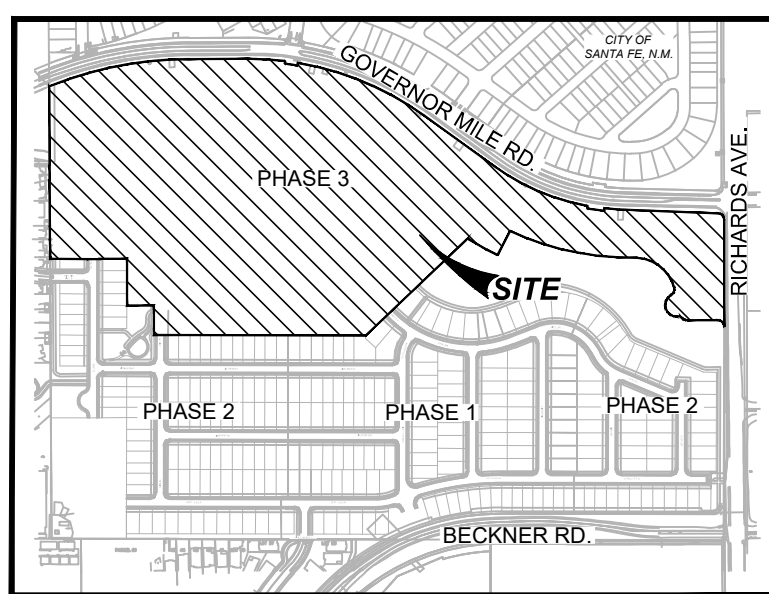 CITY OF
SANTA FE, N.M.
GOVERNOR MILE RD.
RICHARDS AVE.
PHASE 3
SITE
PHASE 2
PHASE 1
PHASE 2
BECKNER RD.